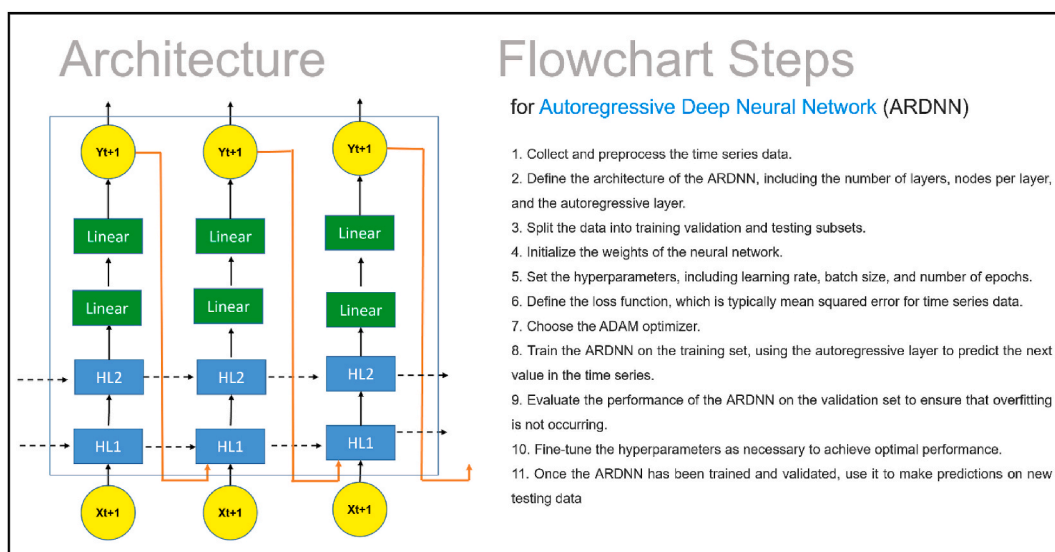 Architecture
Yt+1 Yt+1 Yt+1
Linear Linear Linear
Linear Linear Linear
HL2 HL2 HL2
HL1 HL1 HL1
Xt+1 Xt+1 Xt+1
Flowchart Steps
for Autoregressive Deep Neural Network (ARDNN)
1. Collect and preprocess the time series data.
2. Define the architecture of the ARDNN, including the number of layers, nodes per layer,
and the autoregressive layer.
3. Split the data into training validation and testing subsets.
4. Initialize the weights of the neural network.
5. Set the hyperparameters, including learning rate, batch size, and number of epochs.
6. Define the loss function, which is typically mean squared error for time series data.
7. Choose the ADAM optimizer.
8. Train the ARDNN on the training set, using the autoregressive layer to predict the next
value in the time series.
9. Evaluate the performance of the ARDNN on the validation set to ensure that overfitting
is not occurring.
10. Fine-tune the hyperparameters as necessary to achieve optimal performance.
11. Once the ARDNN has been trained and validated, use it to make predictions on new
testing data